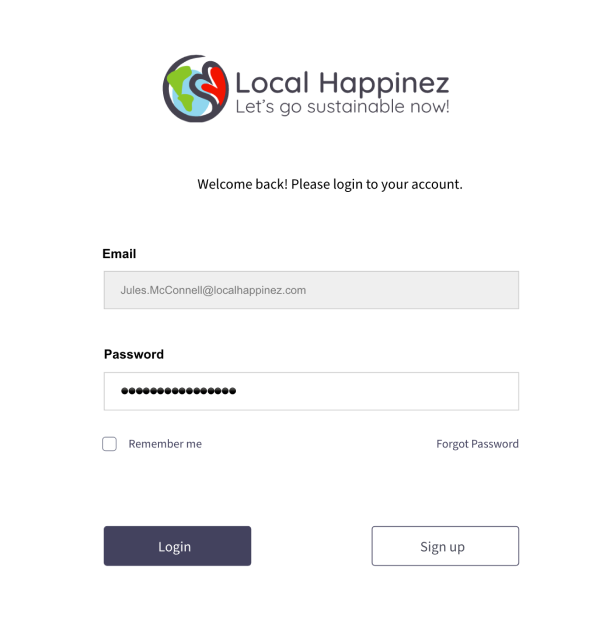 Local Happinez
Let's go sustainable now!
Welcome back! Please login to your account.
Email
Jules.McConnell@localhappinez.com
Password
Remember me
Forgot Password
Login
Sign up